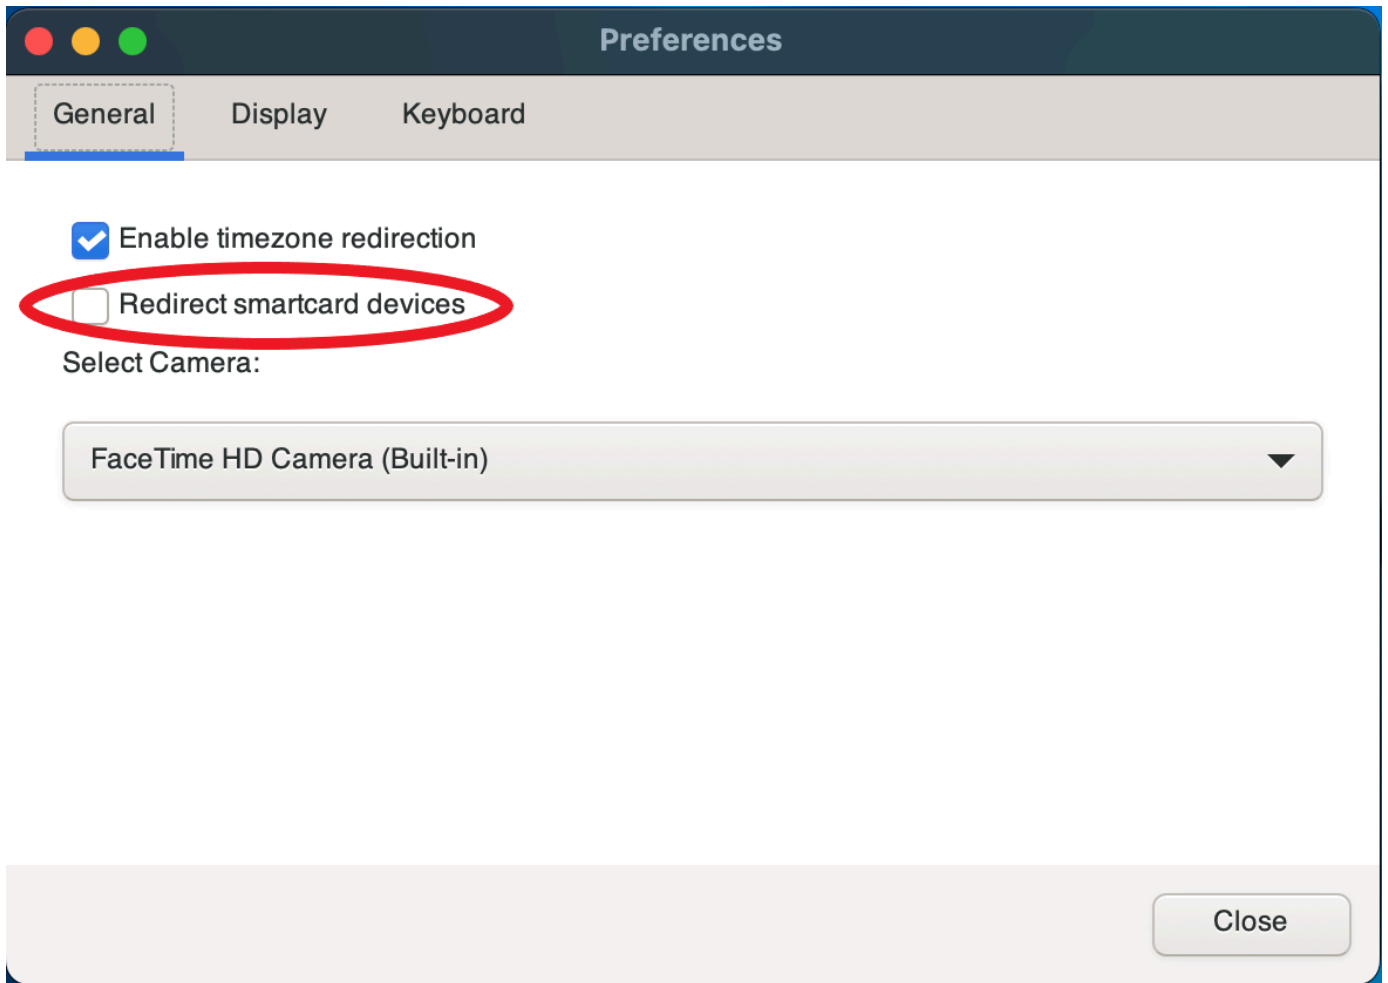 Preferences
General Display Keyboard
Enable timezone redirection
Redirect smartcard devices
Select Camera:
FaceTime HD Camera (Built-in)
Close